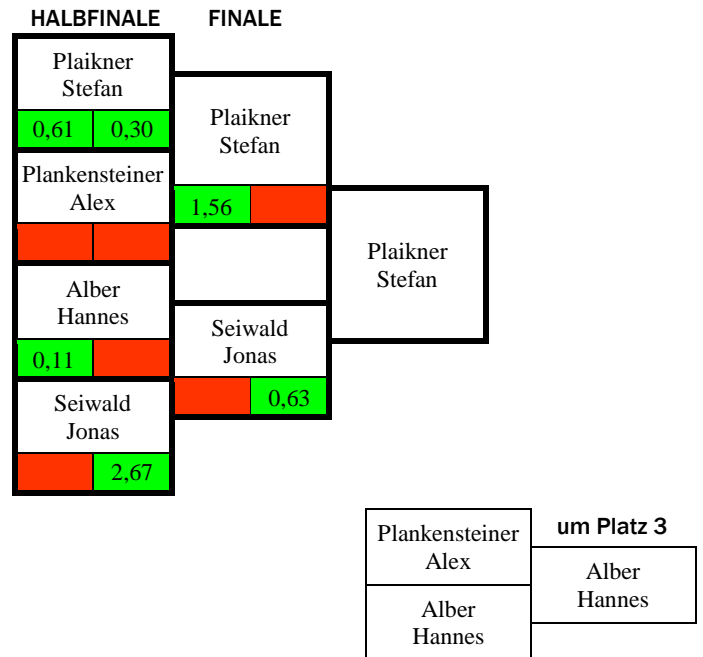 HALBFINALE FINALE
Plaikner
Stefan
0,61 0,30
Plankensteiner
Alex
Alber
Hannes
0,11
Seiwald
Jonas
2,67
Plaikner
Stefan
1,56
Seiwald
Jonas
0,63
Plaikner
Stefan
Plankensteiner
Alex
Alber
Hannes
um Platz 3
Alber
Hannes